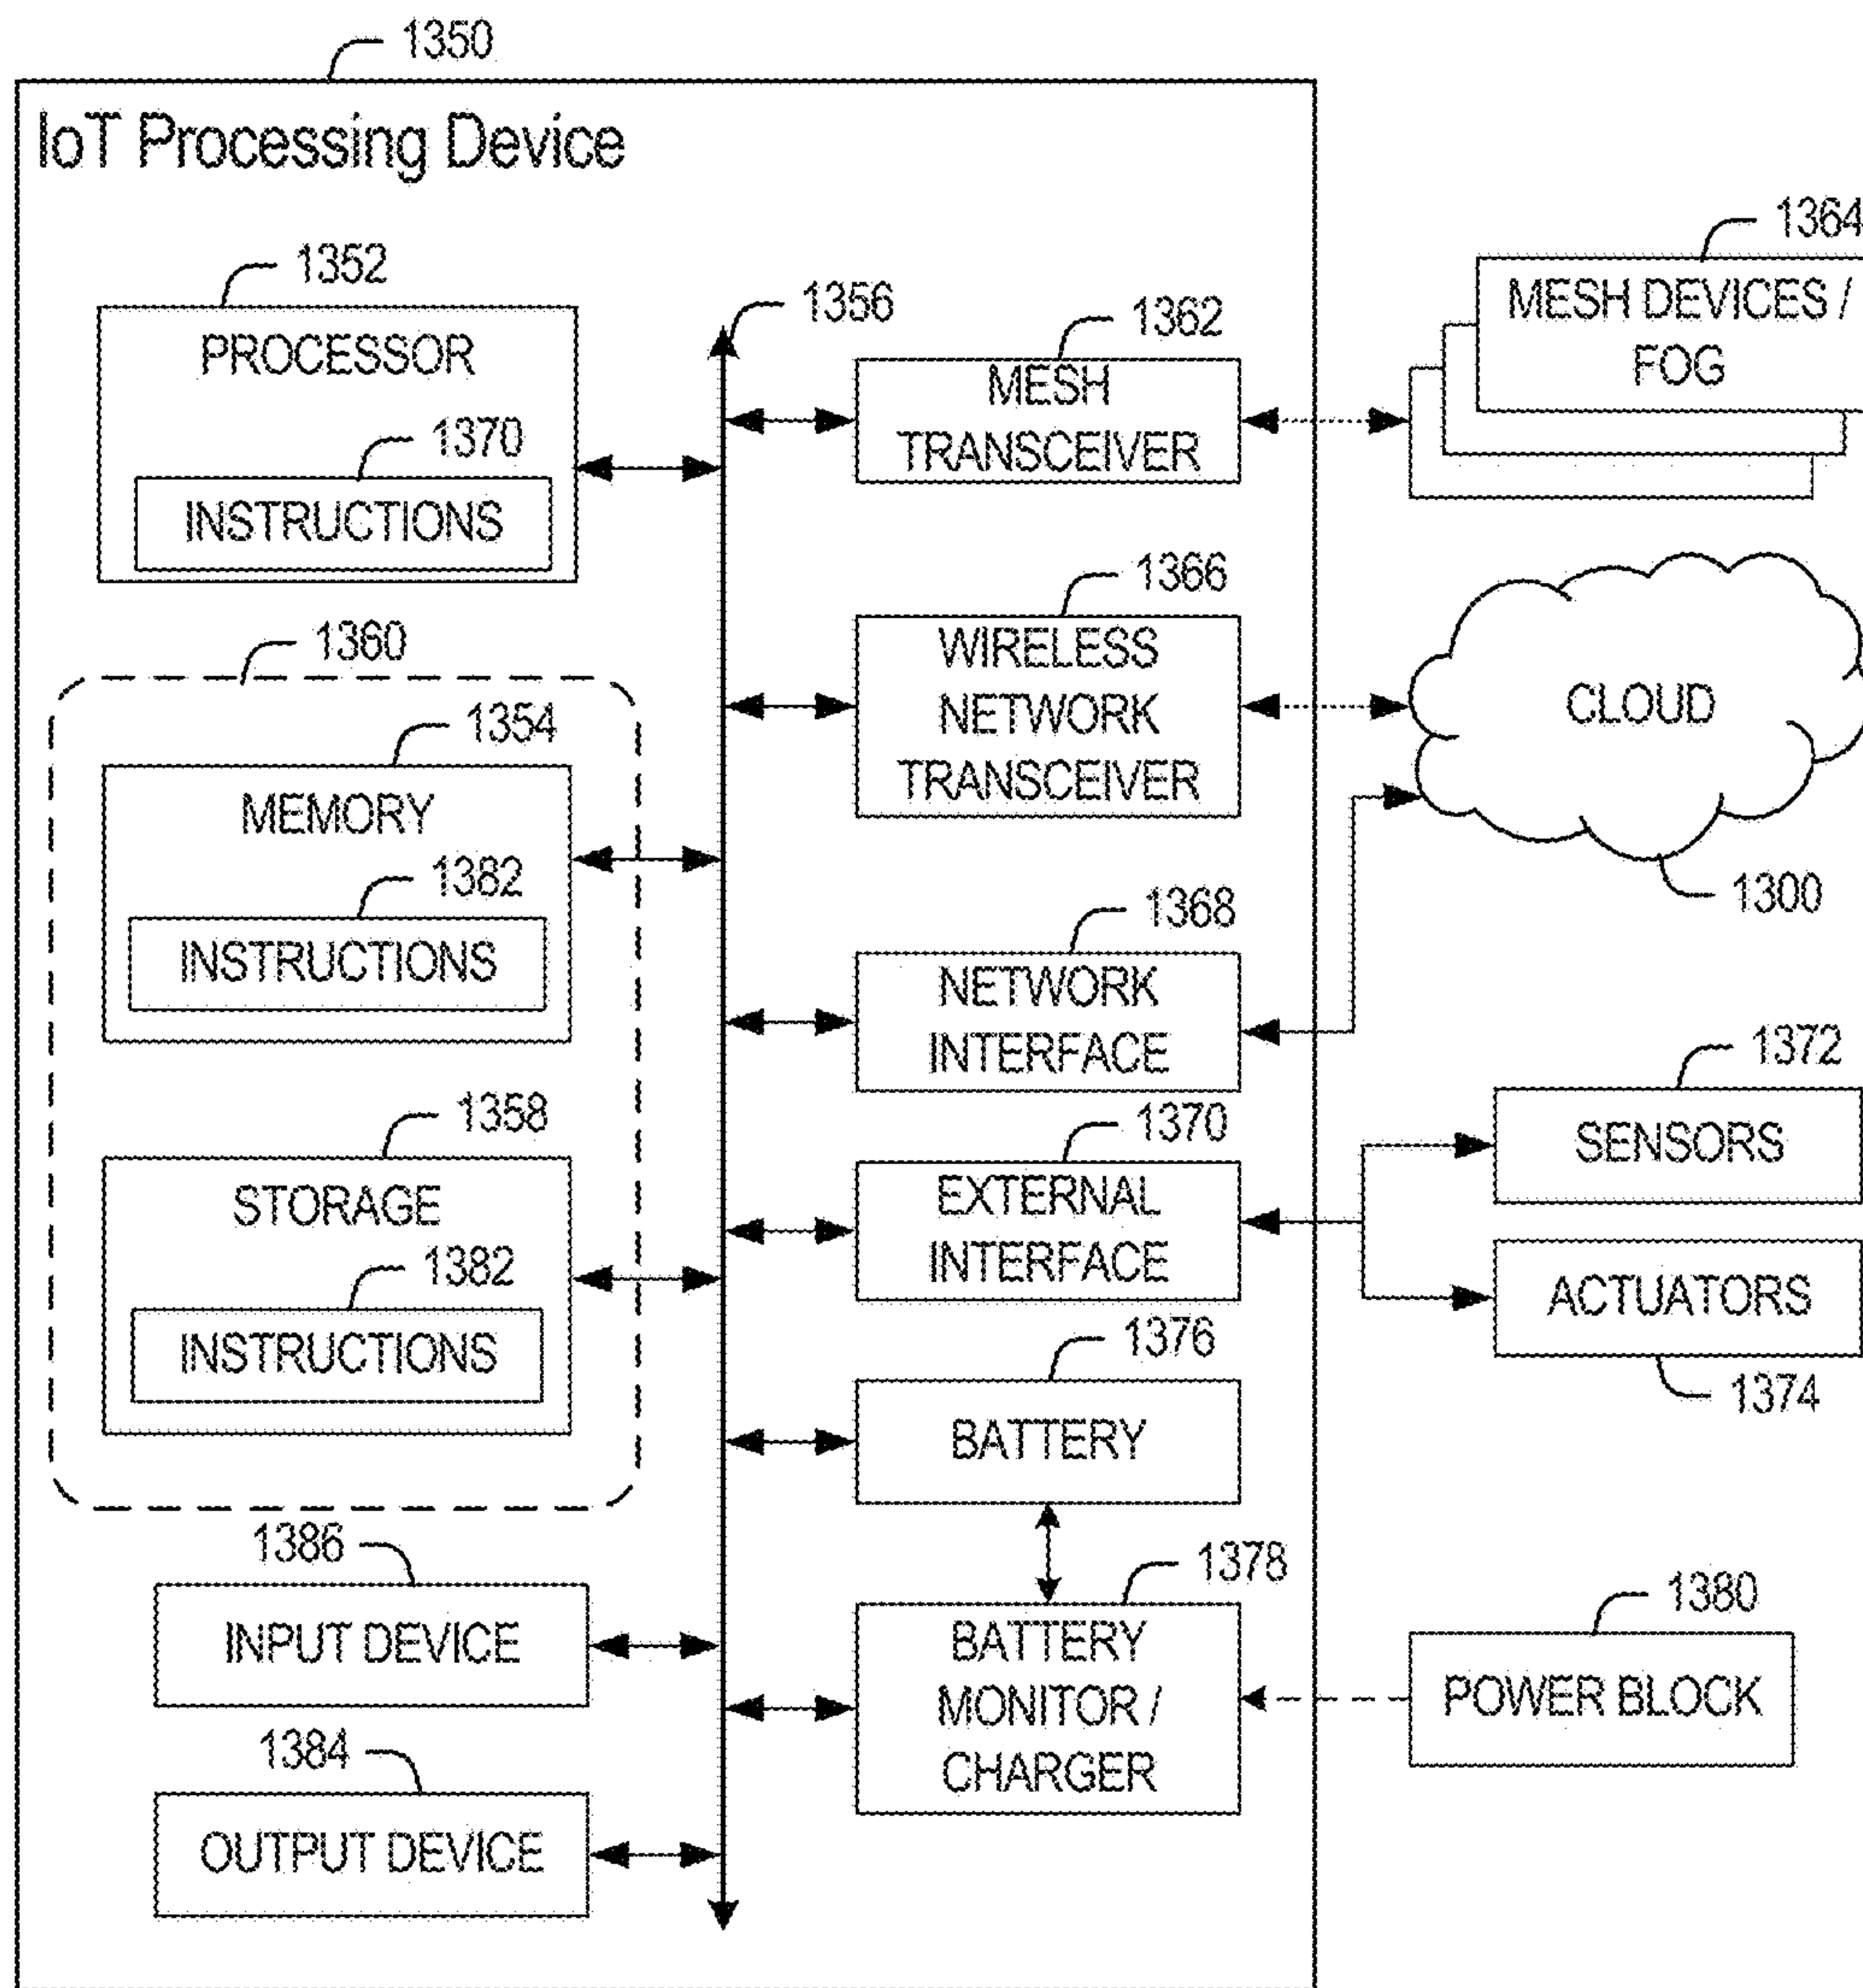 1350
IoT Processing Device
1352
PROCESSOR
1370
INSTRUCTIONS
1360
1354
MEMORY
1382
INSTRUCTIONS
1358
STORAGE
1382
INSTRUCTIONS
1386
INPUT DEVICE
1384
OUTPUT DEVICE
1356
1362
MESH
TRANSCEIVER
1366
WIRELESS
NETWORK
TRANSCEIVER
1368
NETWORK
INTERFACE
1370
EXTERNAL
INTERFACE
1376
BATTERY
1378
BATTERY
MONITOR /
CHARGER
1364
MESH DEVICES /
FOG
CLOUD
1300
1372
SENSORS
ACTUATORS
1374
1380
POWER BLOCK